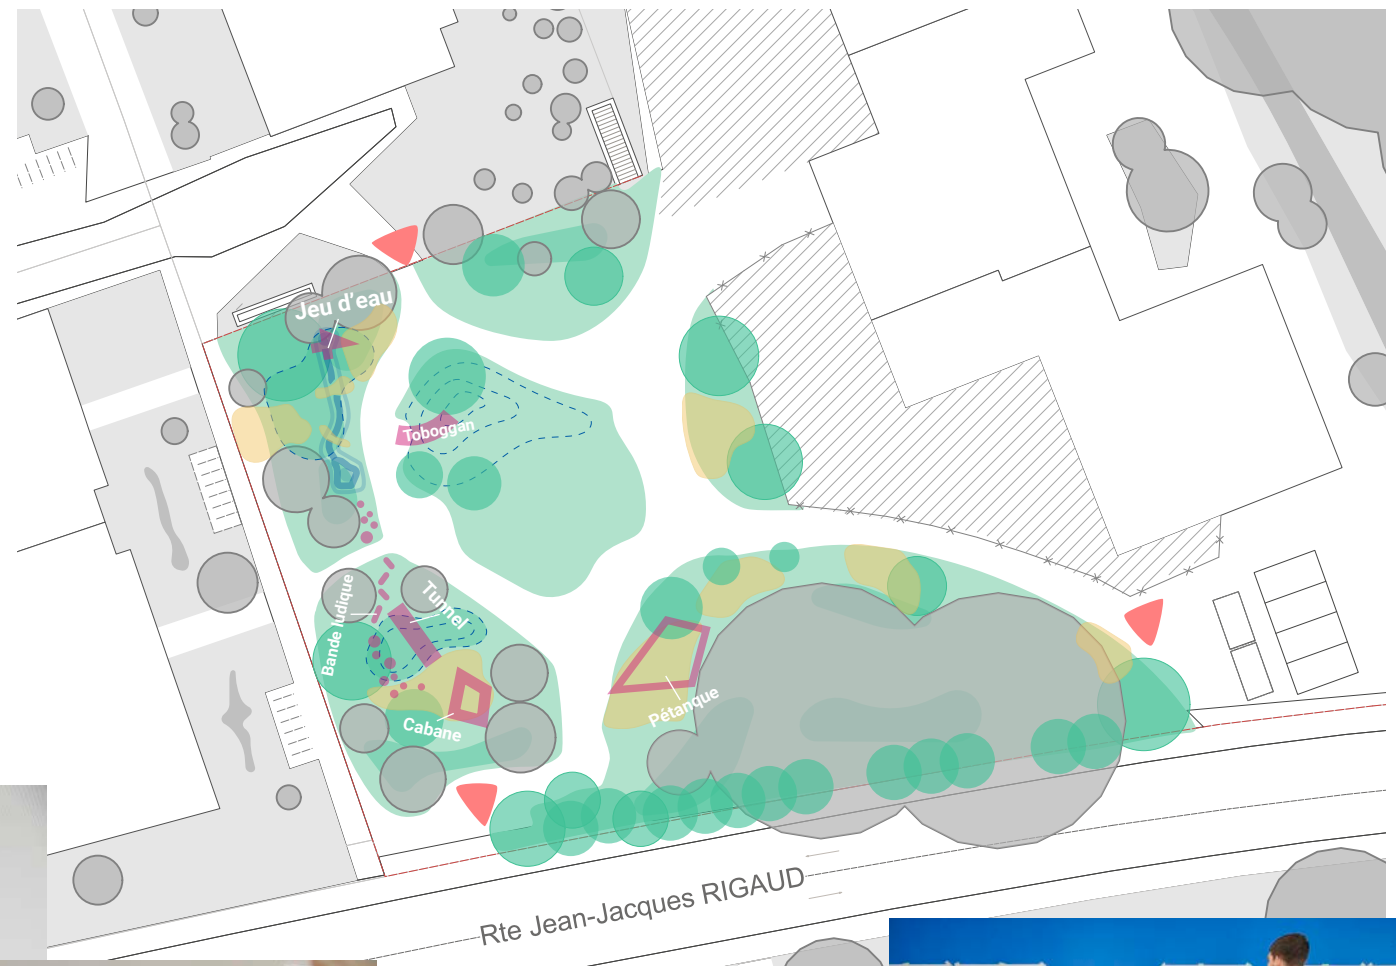 Jeu d'eau
Toboggan
Bande ludique
Tunnel
Cabane
Pétanque
Rte Jean-Jacques RIGAUD